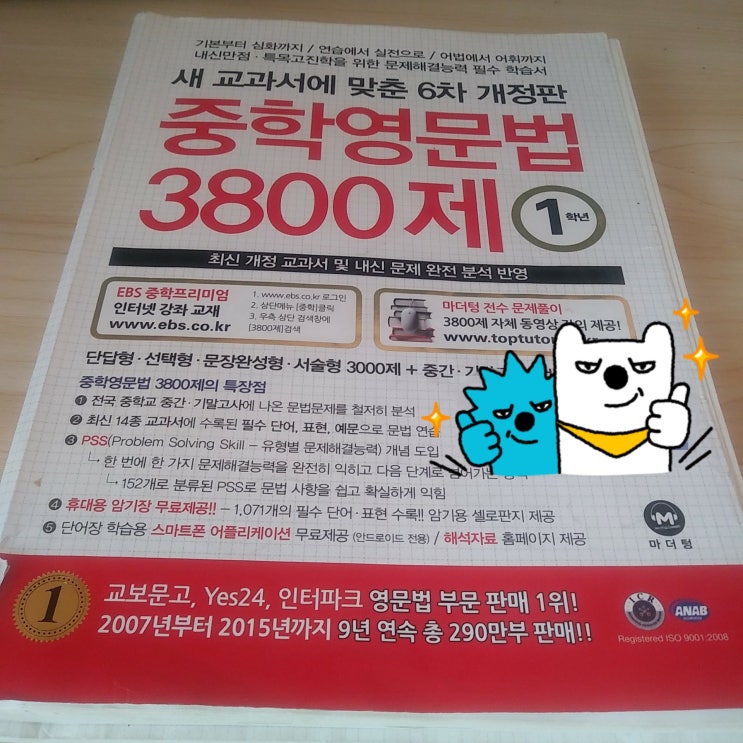 기본부터 심화까지 / 연습에서 실전으로 / 어법에서 어휘까지
내신만점 · 특목고진학을 위한 문제해결능력 필수 학습서
새 교과서에 맞춘 6차 개정판
중학영문법
3800제 1학년
최신 개정 교과서 및 내신 문제 완전 분석 반영
EBS 중학프리미엄
인터넷 강좌 교재
www.ebs.co.kr
1. www.ebs.co.kr 로그인
2. 상단메뉴 [중학]클릭
3. 우측 상단 검색창에
[3800제]검색
마더텅 전수 문제풀이
3800제 자체 동영상 강의 제공!
www.toptutor
단답형 · 선택형 · 문장완성형 · 서술형 3000제 + 중간 ·
중학영문법 3800제의 특장점
① 전국 중학교 중간 · 기말고사에 나온 문법문제를 철저히 분석
② 최신 14종 교과서에 수록된 필수 단어, 표현, 예문으로 문법 연습
③ PSS(Problem Solving Skill – 유형별 문제해결능력) 개념 도입
↳ 한 번에 한 가지 문제해결능력을 완전히 익히고 다음 단계로
↳ 152개로 분류된 PSS로 문법 사항을 쉽고 확실하게 익힘
④ 휴대용 암기장 무료제공!! – 1,071개의 필수 단어 · 표현 수록!! 암기용 셀로판지 제공
⑤ 단어장 학습용 스마트폰 어플리케이션 무료제공 (안드로이드 전용) / 해석자료 홈페이지 제공
마더텅
1
교보문고, Yes24, 인터파크 영문법 부문 판매 1위!
2007년부터 2015년까지 9년 연속 총 290만부 판매!!
ICR
ANAB
Registered ISO 9001:2008